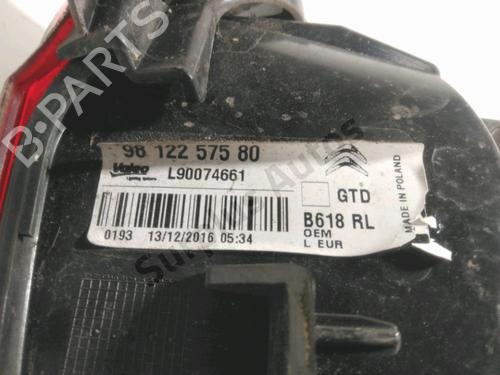 B-PARTS
98 122 575 80
Valeo
L90074661
GTD
B618 RL
OEM
L EUR
0193 13/12/2016 05:34
MADE IN POLAND